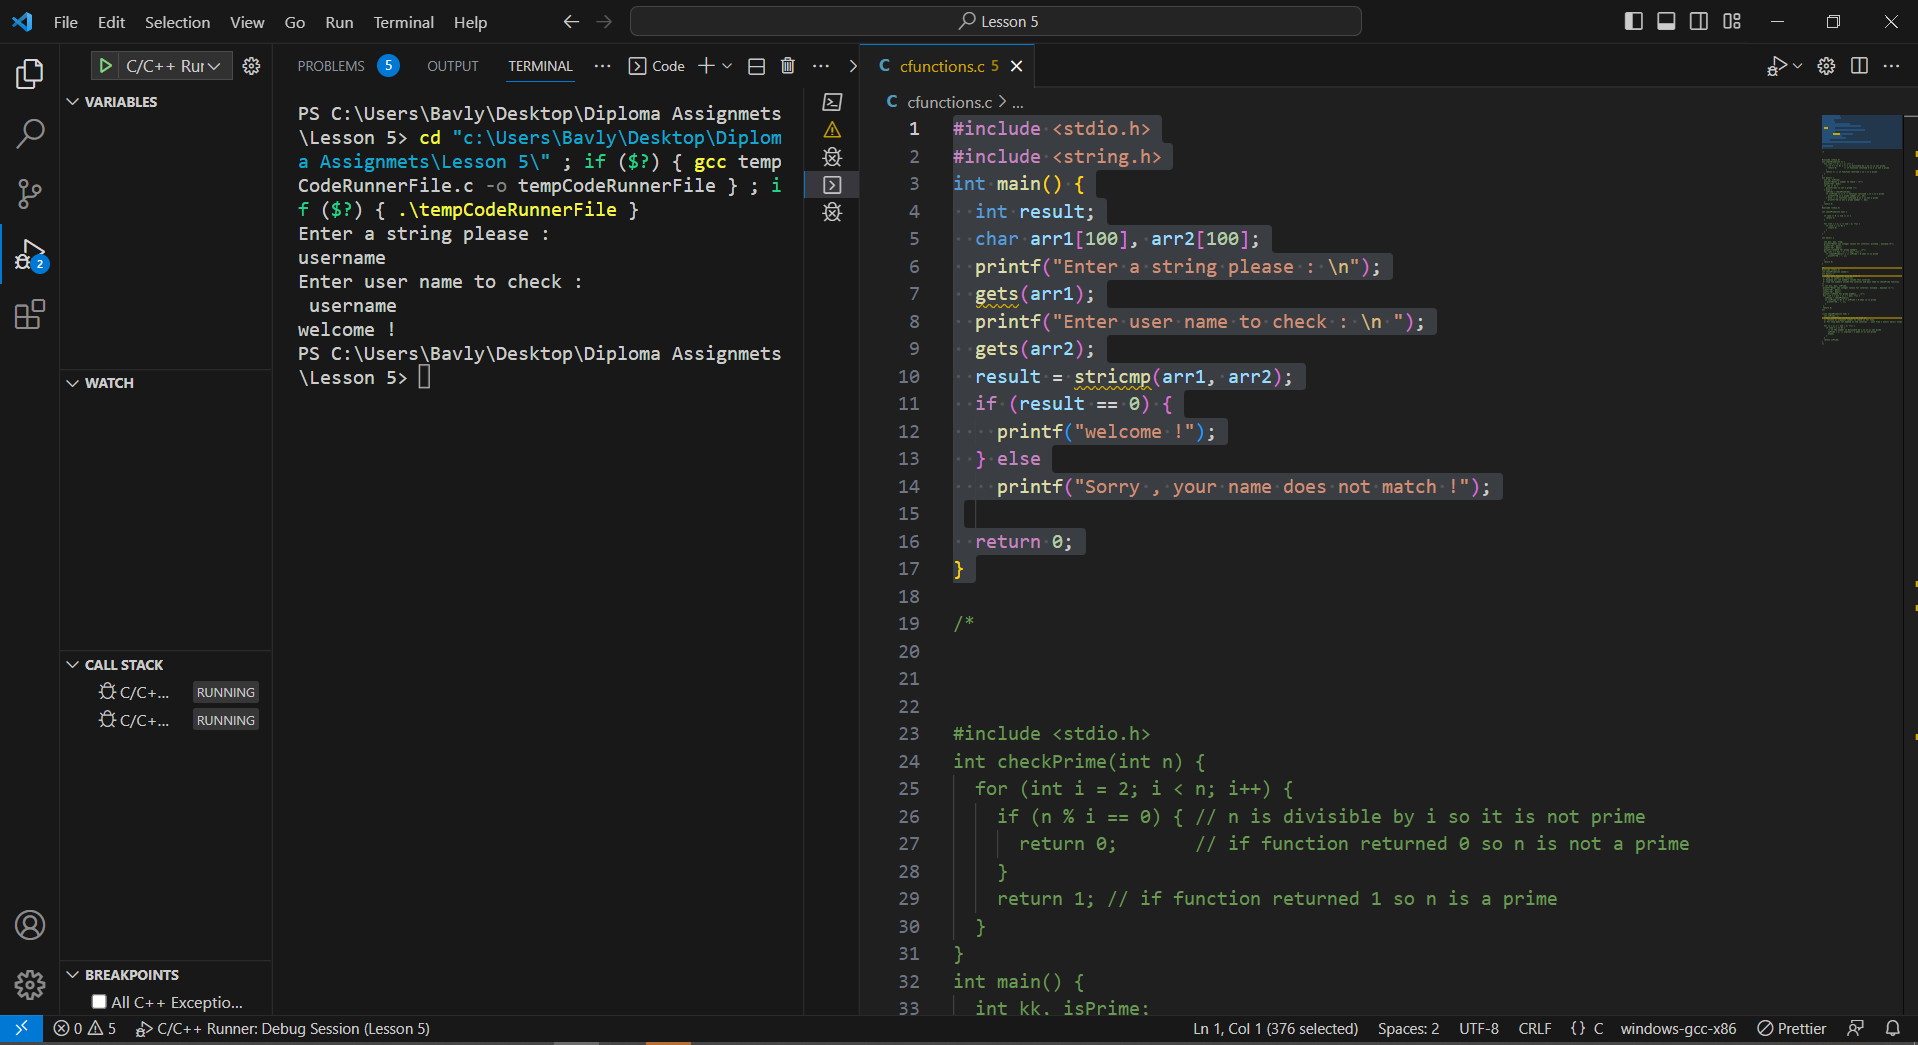 File Edit Selection View Go Run Terminal Help
Lesson 5
C/C++ Rur
VARIABLES
WATCH
CALL STACK
C/C+... RUNNING
C/C+... RUNNING
BREAKPOINTS
All C++ Exceptio...
2
PROBLEMS 5 OUTPUT TERMINAL ... Code ...
PS C:\Users\Bavly\Desktop\Diploma Assignmets
\Lesson 5> cd "c:\Users\Bavly\Desktop\Diplom
a Assignmets\Lesson 5\" ; if ($?) { gcc temp
CodeRunnerFile.c -o tempCodeRunnerFile } ; i
f ($?) { .\tempCodeRunnerFile }
Enter a string please :
username
Enter user name to check :
 username
welcome !
PS C:\Users\Bavly\Desktop\Diploma Assignmets
\Lesson 5>
C cfunctions.c 5
C cfunctions.c > ...
1 #include <stdio.h>
2 #include <string.h>
3 int main() {
4   int result;
5   char arr1[100], arr2[100];
6   printf("Enter a string please : \n");
7   gets(arr1);
8   printf("Enter user name to check : \n ");
9   gets(arr2);
10   result = stricmp(arr1, arr2);
11   if (result == 0) {
12     printf("welcome !");
13   } else
14     printf("Sorry , your name does not match !");
15
16   return 0;
17 }
18
19 /*
20
21
22
23 #include <stdio.h>
24 int checkPrime(int n) {
25   for (int i = 2; i < n; i++) {
26     if (n % i == 0) { // n is divisible by i so it is not prime
27       return 0;       // if function returned 0 so n is not a prime
28     }
29     return 1; // if function returned 1 so n is a prime
30   }
31 }
32 int main() {
33   int kk, isPrime;
0 5 C/C++ Runner: Debug Session (Lesson 5) Ln 1, Col 1 (376 selected) Spaces: 2 UTF-8 CRLF {} C windows-gcc-x86 Prettier